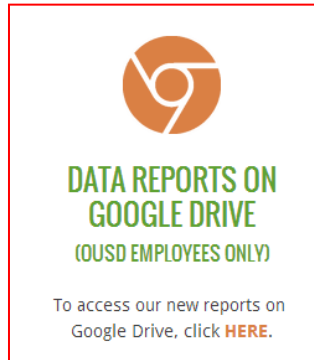 DATA REPORTS ON
GOOGLE DRIVE
(OUSD EMPLOYEES ONLY)
To access our new reports on
Google Drive, click HERE.